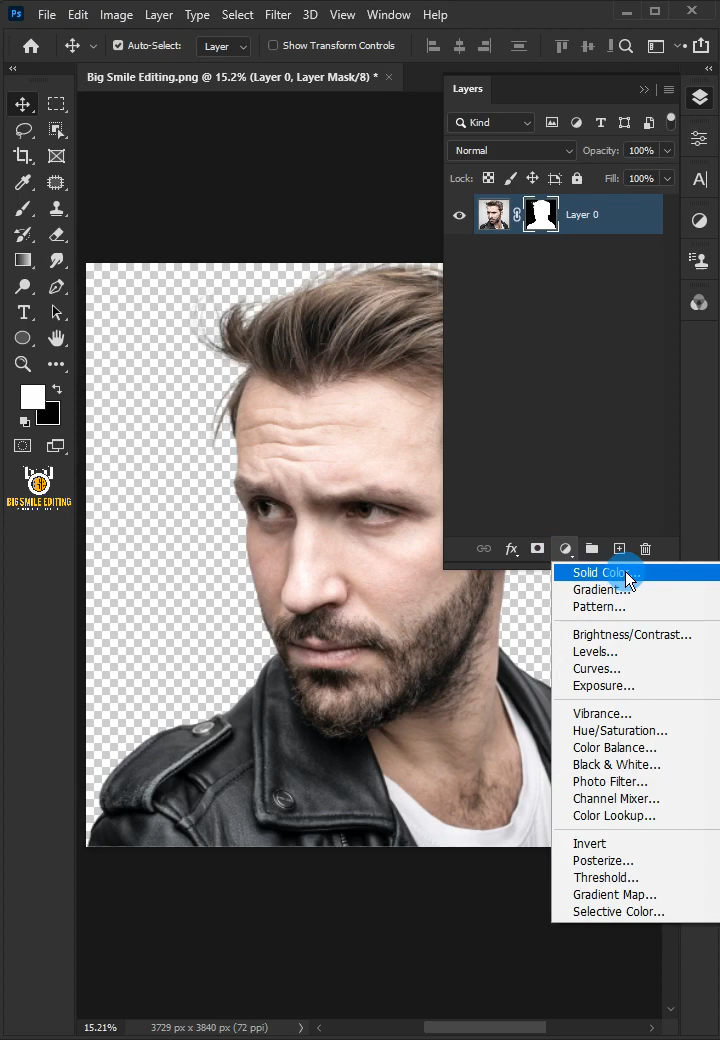 Ps File Edit Image Layer Type Select Filter 3D View Window Help
Auto-Select: Layer Show Transform Controls
Big Smile Editing.png @ 15.2% (Layer 0, Layer Mask/8) *
Layers
Kind
Normal Opacity: 100%
Lock: Fill: 100%
Layer 0
BIG SMILE EDITING
fx
Solid Color...
Gradient...
Pattern...
Brightness/Contrast...
Levels...
Curves...
Exposure...
Vibrance...
Hue/Saturation...
Color Balance...
Black & White...
Photo Filter...
Channel Mixer...
Color Lookup...
Invert
Posterize...
Threshold...
Gradient Map...
Selective Color...
15.21% 3729 px x 3840 px (72 ppi)